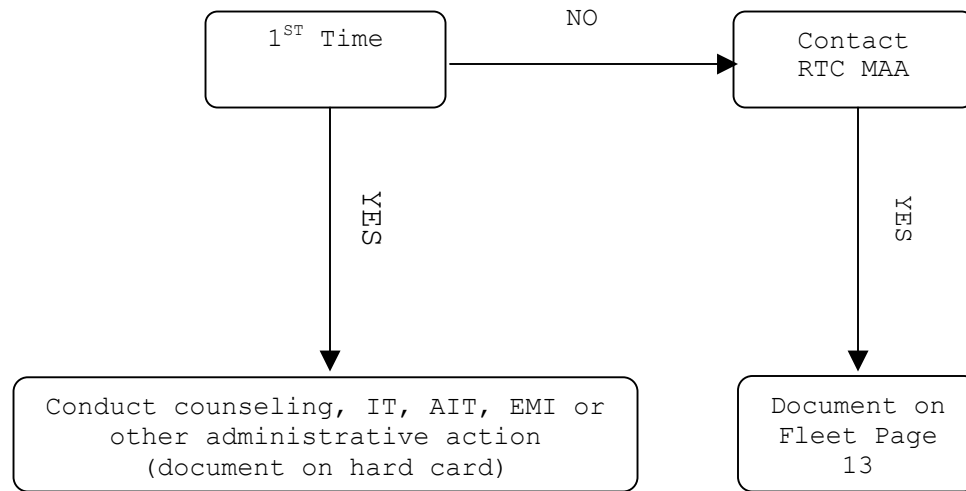 1ST Time
NO
Contact
RTC MAA
YES
YES
Conduct counseling, IT, AIT, EMI or
other administrative action
(document on hard card)
Document on
Fleet Page
13